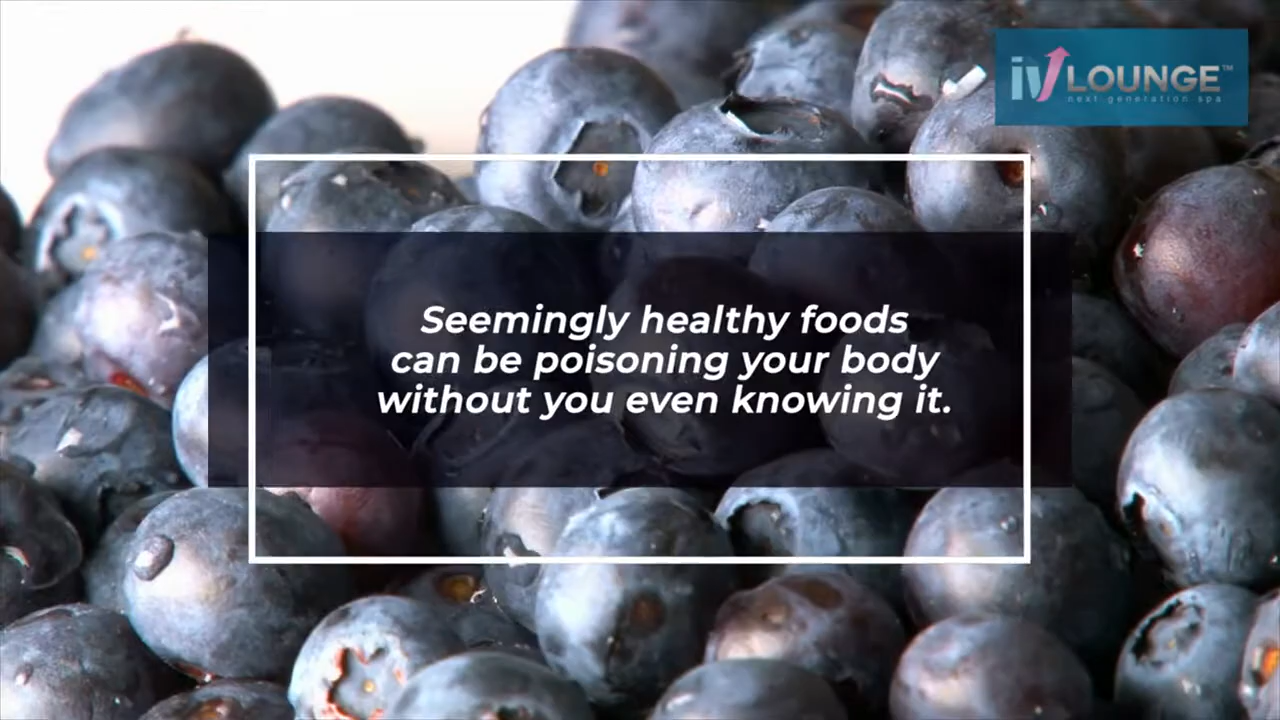 iV LOUNGE™
next generation spa
Seemingly healthy foods
can be poisoning your body
without you even knowing it.